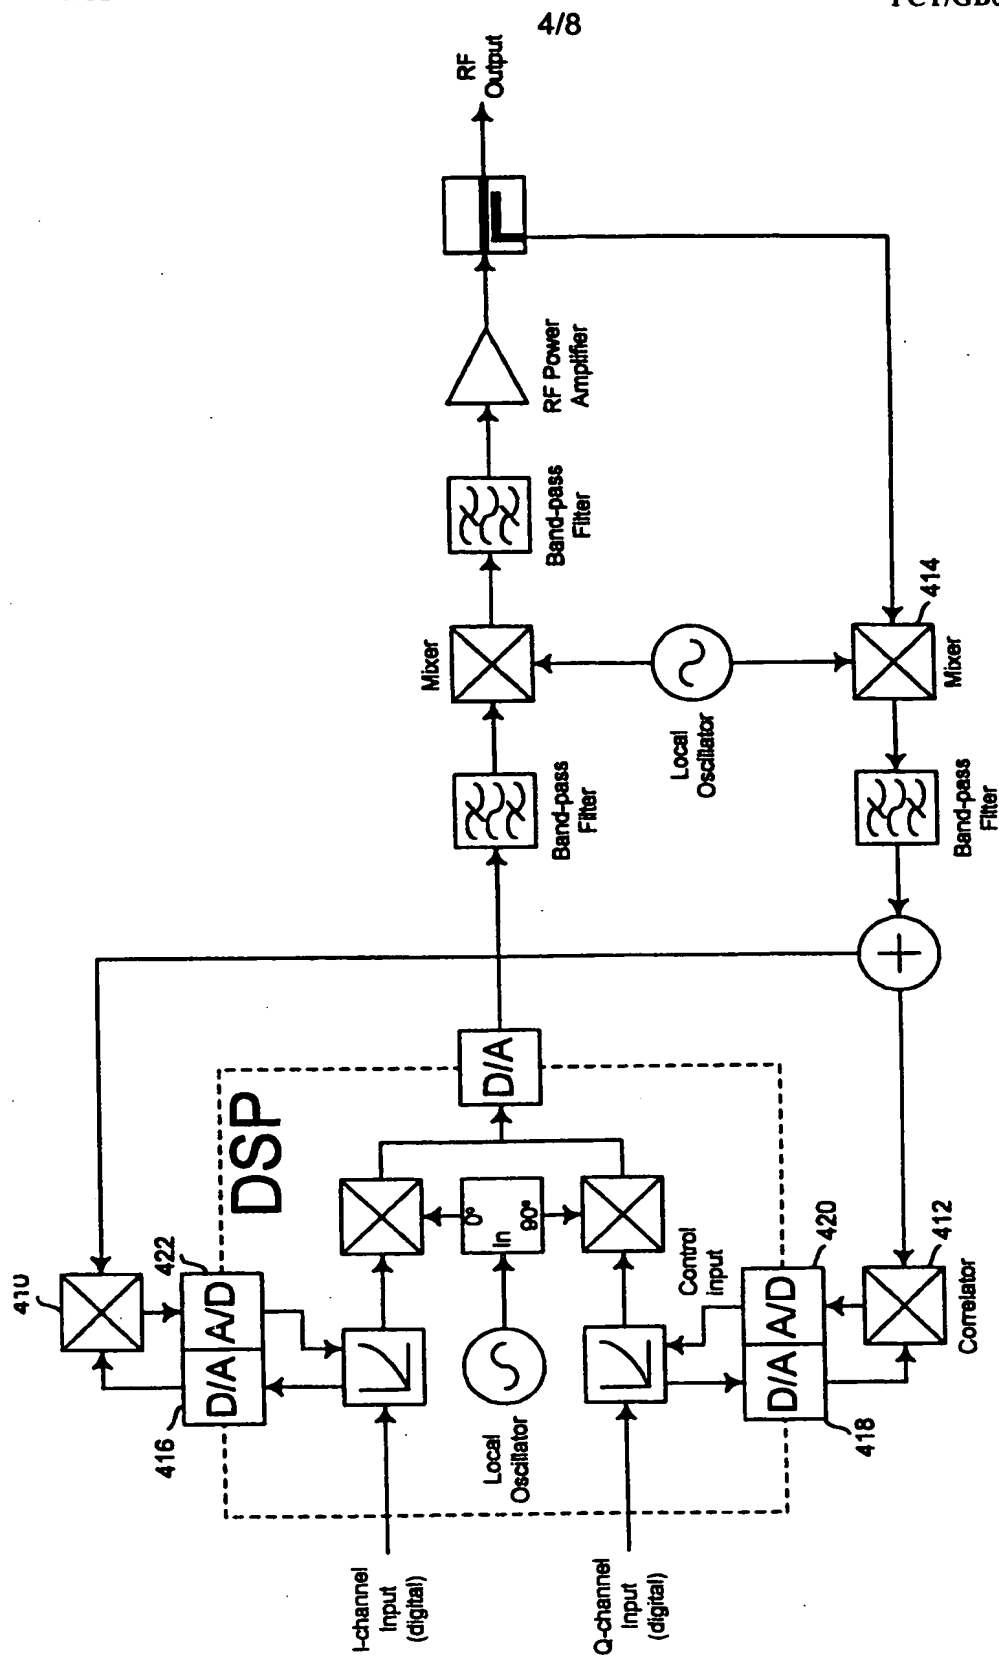 4/8
RF
Output
RF Power
Amplifier
Band-pass
Filter
Mixer
414
Mixer
Local
Oscillator
Band-pass
Filter
Band-pass
Filter
D/A
DSP
410
422
A/D
D/A
416
0°
In
90°
Control
input
420
412
Correlator
A/D
D/A
418
Local
Oscillator
I-channel
Input
(digital)
Q-channel
Input
(digital)